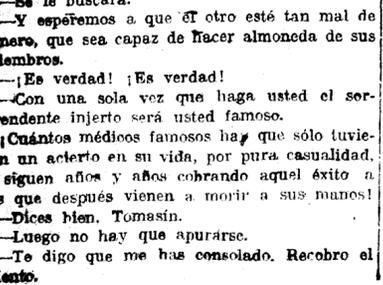 —Se le buscará.
—Y esperemos a que el otro esté tan mal de
nero, que sea capaz de hacer almoneda de sus
iembros.
—¡Es verdad! ¡Es verdad!
—Con una sola vez que haga usted el sor-
endente injerto será usted famoso.
¡Cuántos médicos famosos hay que sólo tuvie-
n un acierto en su vida, por pura casualidad,
siguen años y años cobrando aquel éxito a
s que después vienen a morir a sus manos!
—Dices bien, Tomasín.
—Luego no hay que apurarse.
—Te digo que me has consolado. Recobro el
iento.